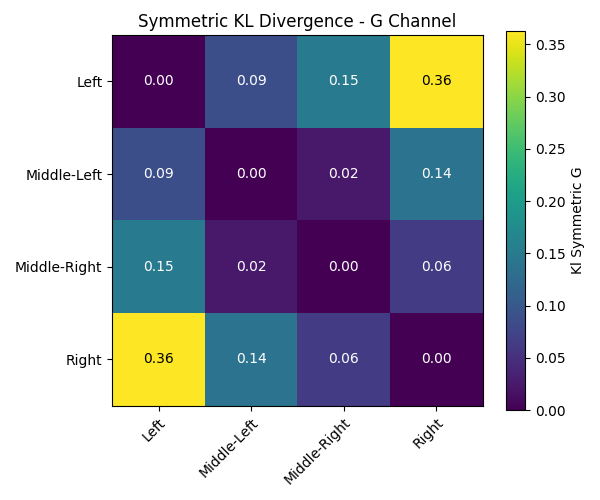 Symmetric KL Divergence - G Channel
Left 0.00 0.09 0.15 0.36
Middle-Left 0.09 0.00 0.02 0.14
Middle-Right 0.15 0.02 0.00 0.06
Right 0.36 0.14 0.06 0.00
Left Middle-Left Middle-Right Right
0.35
0.30
0.25
0.20
0.15
0.10
0.05
0.00
Kl Symmetric G